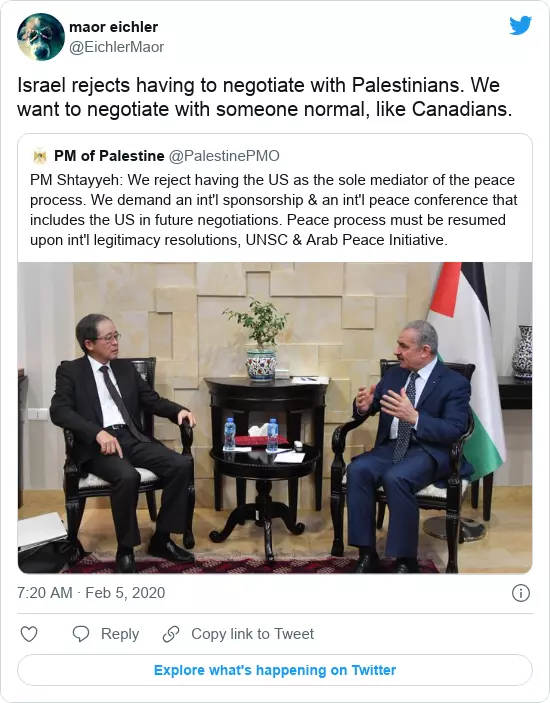 maor eichler
@EichlerMaor
Israel rejects having to negotiate with Palestinians. We
want to negotiate with someone normal, like Canadians.
PM of Palestine @PalestinePMO
PM Shtayyeh: We reject having the US as the sole mediator of the peace
process. We demand an int'l sponsorship & an int'l peace conference that
includes the US in future negotiations. Peace process must be resumed
upon int'l legitimacy resolutions, UNSC & Arab Peace Initiative.
7:20 AM · Feb 5, 2020
Reply
Copy link to Tweet
Explore what's happening on Twitter